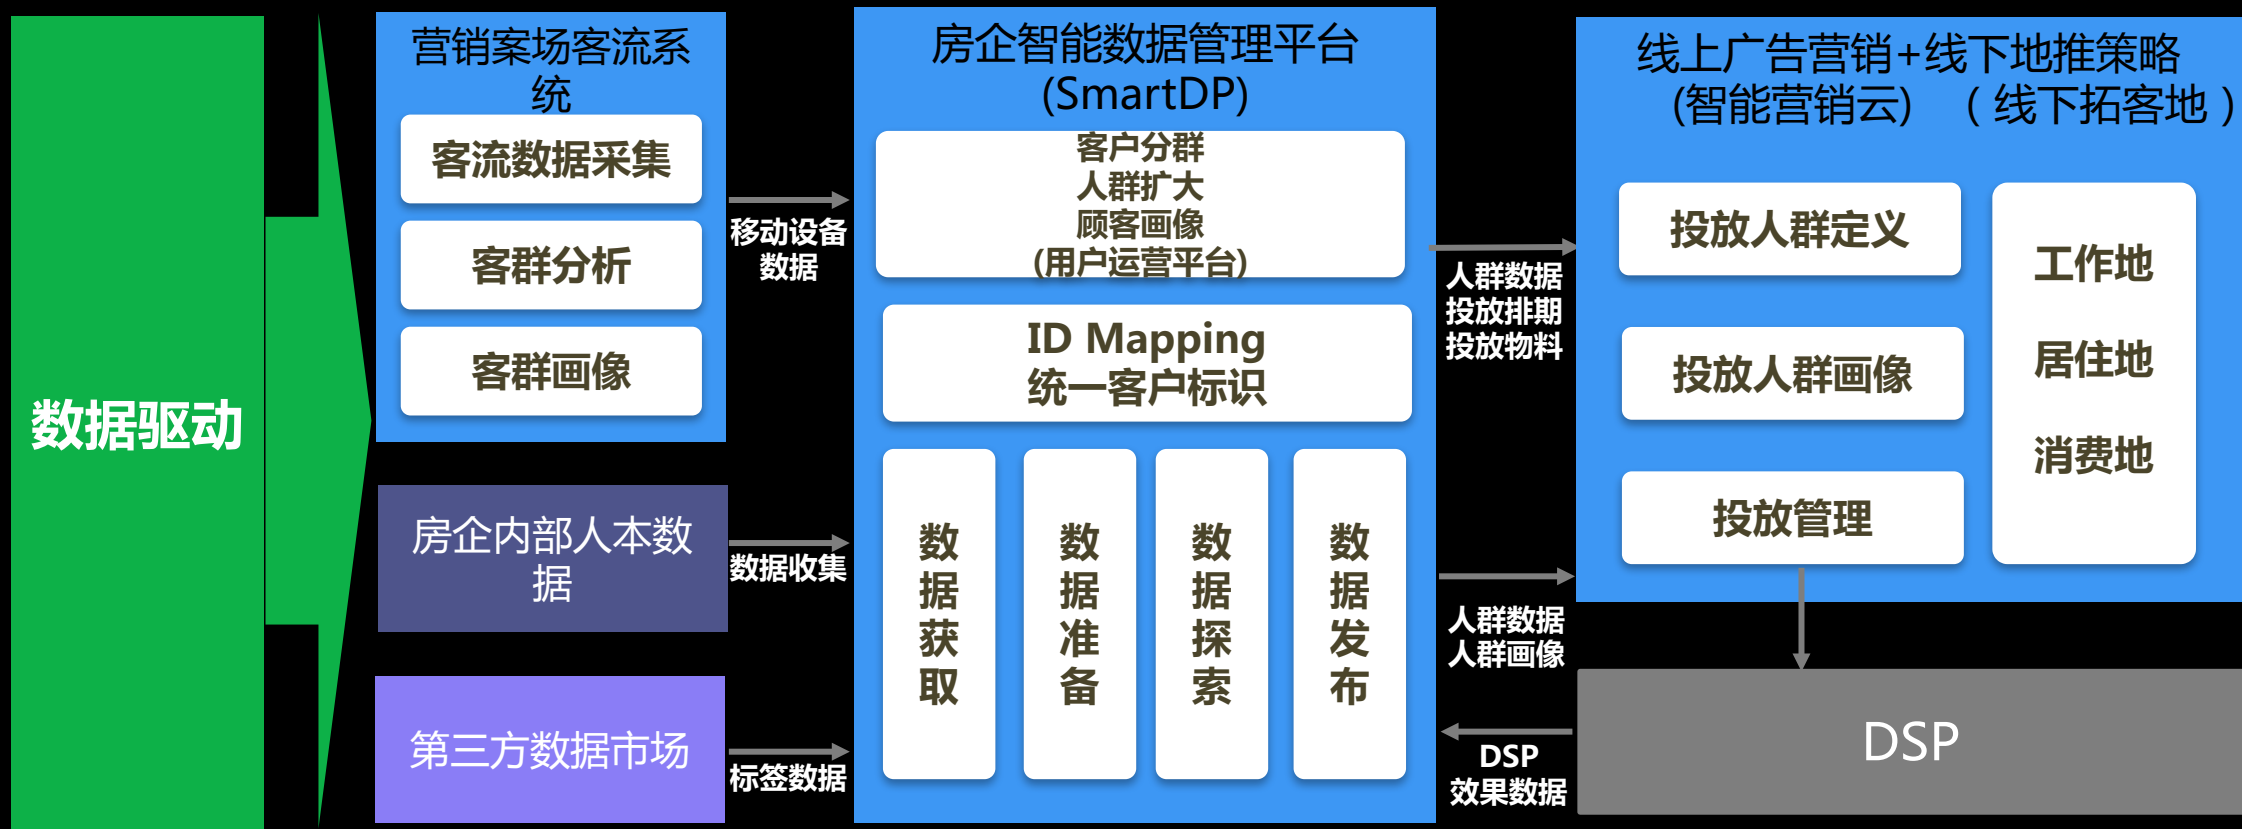 数据驱动
营销案场客流系
统
客流数据采集
客群分析
客群画像
房企内部人本数
据
第三方数据市场
移动设备
数据
数据收集
标签数据
房企智能数据管理平台
(SmartDP)
客户分群
人群扩大
顾客画像
(用户运营平台)
ID Mapping
统一客户标识
数据获取
数据准备
数据探索
数据发布
人群数据
投放排期
投放物料
人群数据
人群画像
DSP
效果数据
线上广告营销+线下地推策略
(智能营销云) （线下拓客地）
投放人群定义
投放人群画像
投放管理
工作地
居住地
消费地
DSP